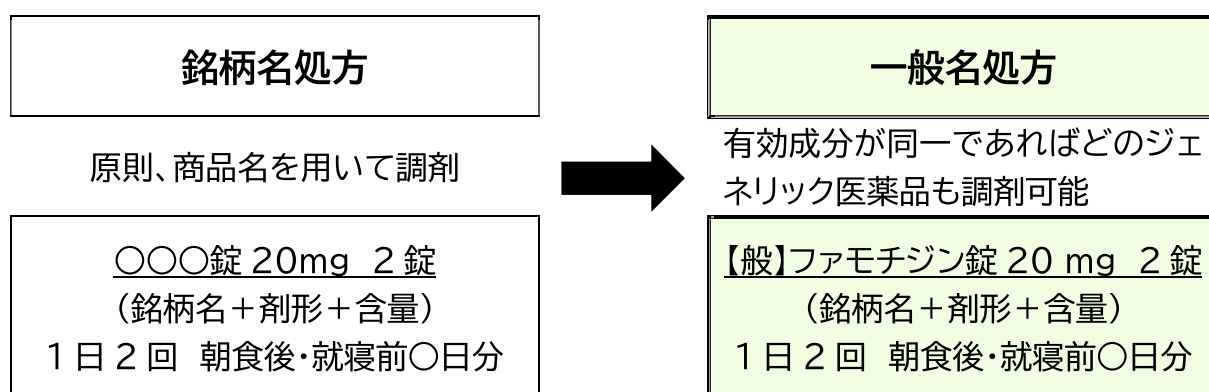 銘柄名処方
原則、商品名を用いて調剤
○○○錠 20mg 2 錠
(銘柄名+剤形+含量)
1 日 2 回 朝食後・就寝前○日分
一般名処方
有効成分が同一であればどのジェ
ネリック医薬品も調剤可能
【般】ファモチジン錠 20 mg 2 錠
(銘柄名+剤形+含量)
1 日 2 回 朝食後・就寝前○日分